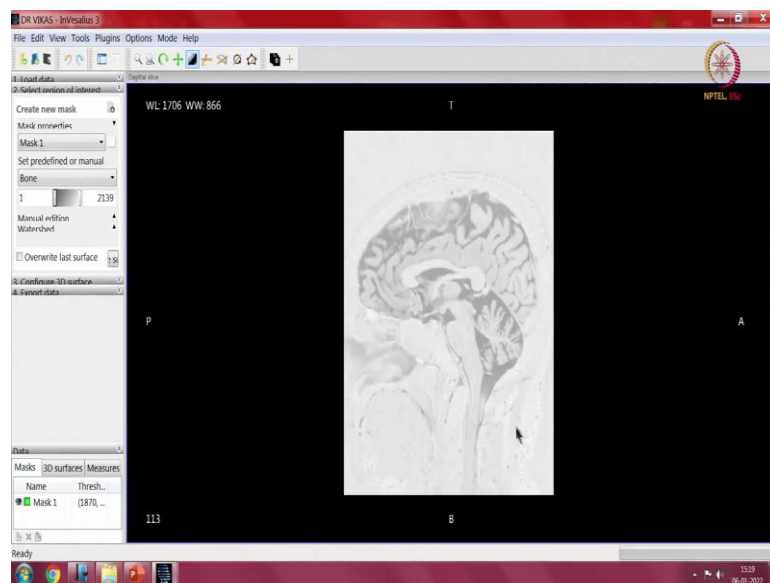 DR VIKAS - InVesalius 3
File Edit View Tools Plugins Options Mode Help
NPTEL, IISc
1. Load data
Sagittal slice
2. Select region of interest
Create new mask
WL: 1706 WW: 866
T
Mask properties
Mask 1
Set predefined or manual
Bone
1 2139
Manual edition
Watershed
Overwrite last surface
3. Configure 3D surface
4. Export data
P
A
Data
Masks 3D surfaces Measures
Name Thresh...
Mask 1 (1870, ...
113
B
Ready
15:19
06-01-2022